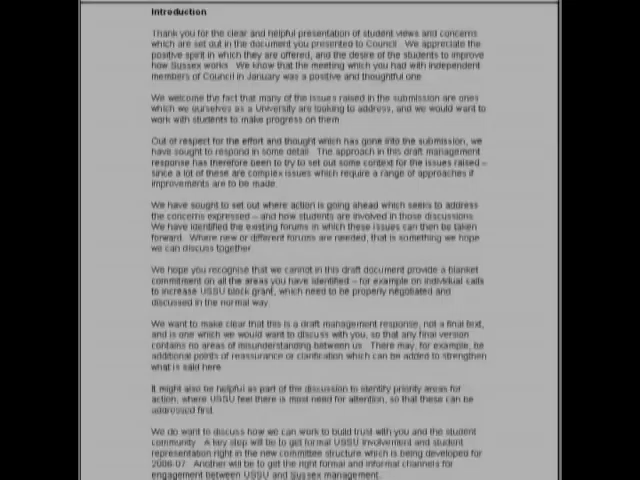 Introduction
Thank you for the clear and helpful presentation of student views and concerns
which are set out in the document you presented to Council. We appreciate the
positive spirit in which they are offered, and the desire of the students to improve
how Sussex works. We know that the meeting which you had with independent
members of Council in January was a positive and thoughtful one
We welcome the fact that many of the issues raised in the submission are ones
which we ourselves as a University are looking to address, and we would want to
work with students to make progress on them
Out of respect for the effort and thought which has gone into the submission, we
have sought to respond in some detail. The approach in this draft management
response has therefore been to try to set out some context for the issues raised –
since a lot of these are complex issues which require a range of approaches if
improvements are to be made.
We have sought to set out where action is going ahead which seeks to address
the concerns expressed – and how students are involved in those discussions.
We have identified the existing forums in which these issues can then be taken
forward. Where new or different forums are needed, that is something we hope
we can discuss together
We hope you recognise that we cannot in this draft document provide a blanket
commitment on all the areas you have identified – for example on individual calls
to increase USSU block grant, which need to be properly negotiated and
discussed in the normal way.
We want to make clear that this is a draft management response, not a final text,
and is one which we would want to discuss with you, so that any final version
contains no areas of misunderstanding between us. There may, for example, be
additional points of reassurance or clarification which can be added to strengthen
what is said here
It might also be helpful as part of the discussion to identify priority areas for
action, where USSU feel there is most need for attention, so that these can be
addressed first.
We do want to discuss how we can work to build trust with you and the student
community. A key step will be to get formal USSU involvement and student
representation right in the new committee structure which is being developed for
2006-07. Another will be to get the right formal and informal channels for
engagement between USSU and Sussex management.